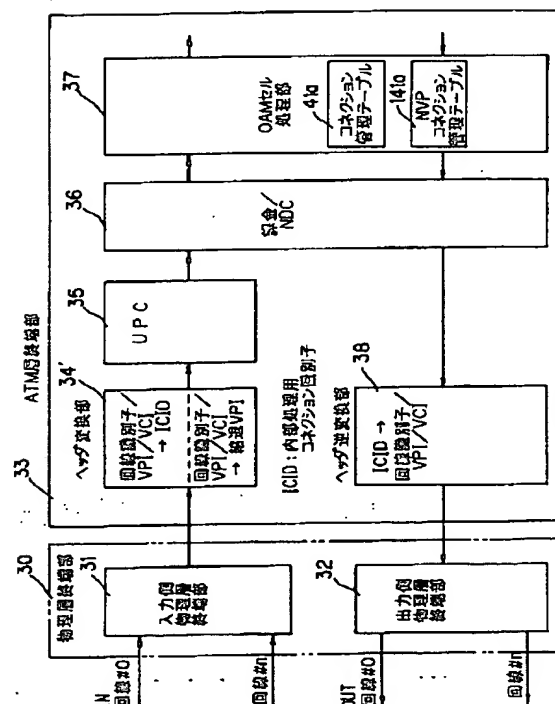 ATM層終端部
33
30
物理層終端部
31
入力側
物理層
終端部
IN
回線#0
回線#n
32
出力側
物理層
終端部
回線#0
回線#n
34'
ヘッダ変換部
回線識別子/
VPI/VCI
→ ICID
回線識別子/
VPI/VCI
→ 縮退VPI
35
UPC
36
課金/
NDC
37
OAMセル
処理部
41a
コネクション
管理テーブル
141a
MVP
コネクション
管理テーブル
ICID:内部処理用
コネクション識別子
ヘッダ逆変換部
38
ICID →
回線識別子/
VPI/VCI